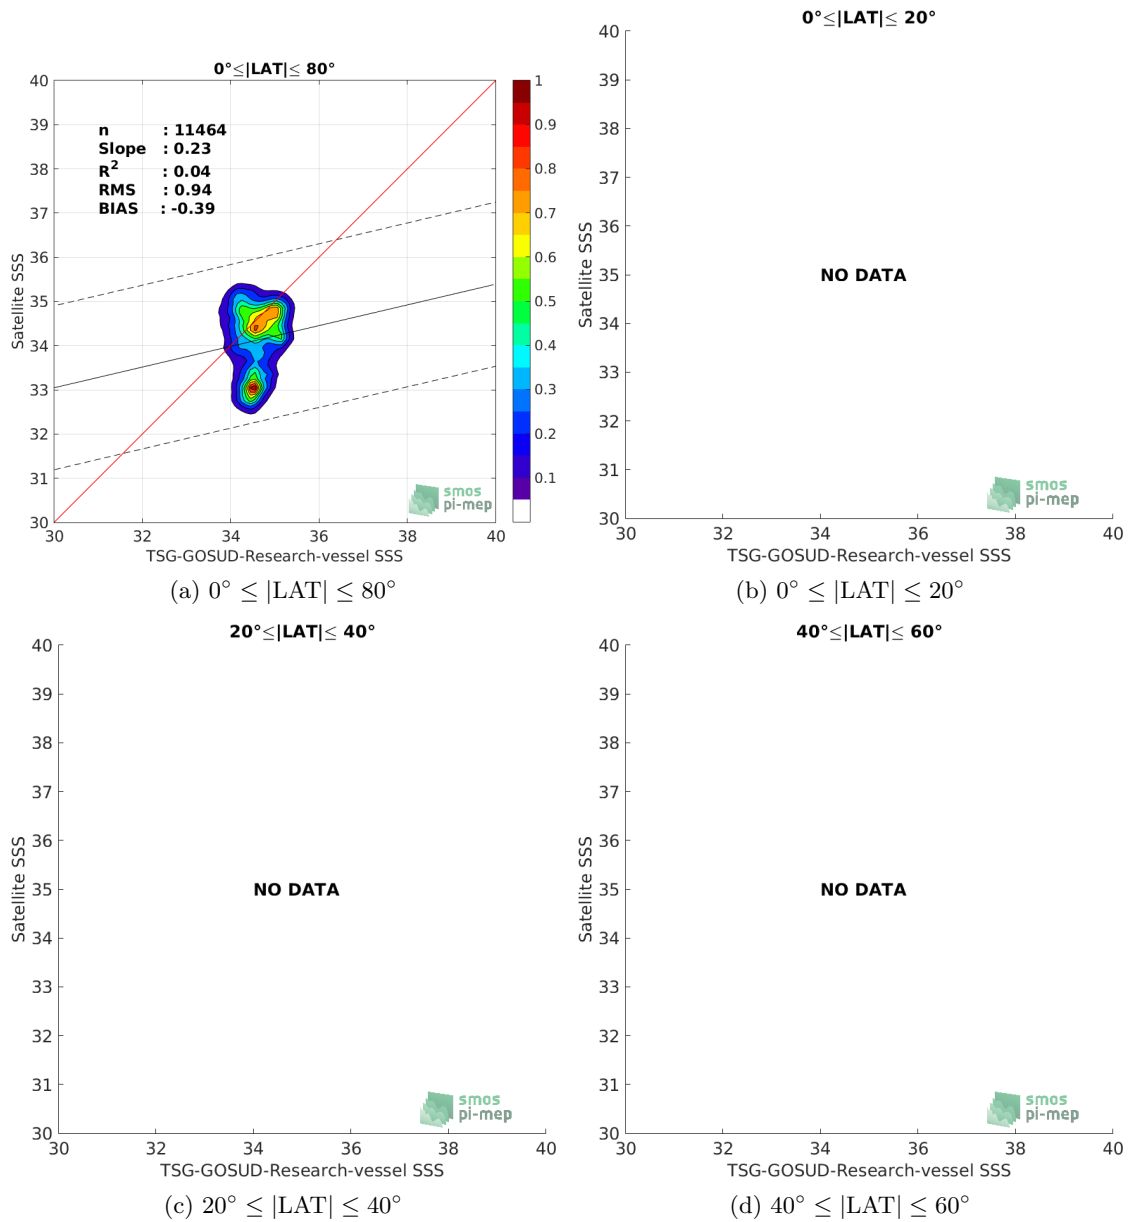 0°≤|LAT|≤ 80°
40
39
38
37
36
35
34
33
32
31
30
Satellite SSS
n : 11464
Slope : 0.23
R2 : 0.04
RMS : 0.94
BIAS : -0.39
1
0.9
0.8
0.7
0.6
0.5
0.4
0.3
0.2
0.1
smos
pi-mep
30 32 34 36 38 40
TSG-GOSUD-Research-vessel SSS
(a) 0° ≤ |LAT| ≤ 80°
0°≤|LAT|≤ 20°
40
39
38
37
36
35
34
33
32
31
30
Satellite SSS
NO DATA
smos
pi-mep
30 32 34 36 38 40
TSG-GOSUD-Research-vessel SSS
(b) 0° ≤ |LAT| ≤ 20°
20°≤|LAT|≤ 40°
40
39
38
37
36
35
34
33
32
31
30
Satellite SSS
NO DATA
smos
pi-mep
30 32 34 36 38 40
TSG-GOSUD-Research-vessel SSS
(c) 20° ≤ |LAT| ≤ 40°
40°≤|LAT|≤ 60°
40
39
38
37
36
35
34
33
32
31
30
Satellite SSS
NO DATA
smos
pi-mep
30 32 34 36 38 40
TSG-GOSUD-Research-vessel SSS
(d) 40° ≤ |LAT| ≤ 60°